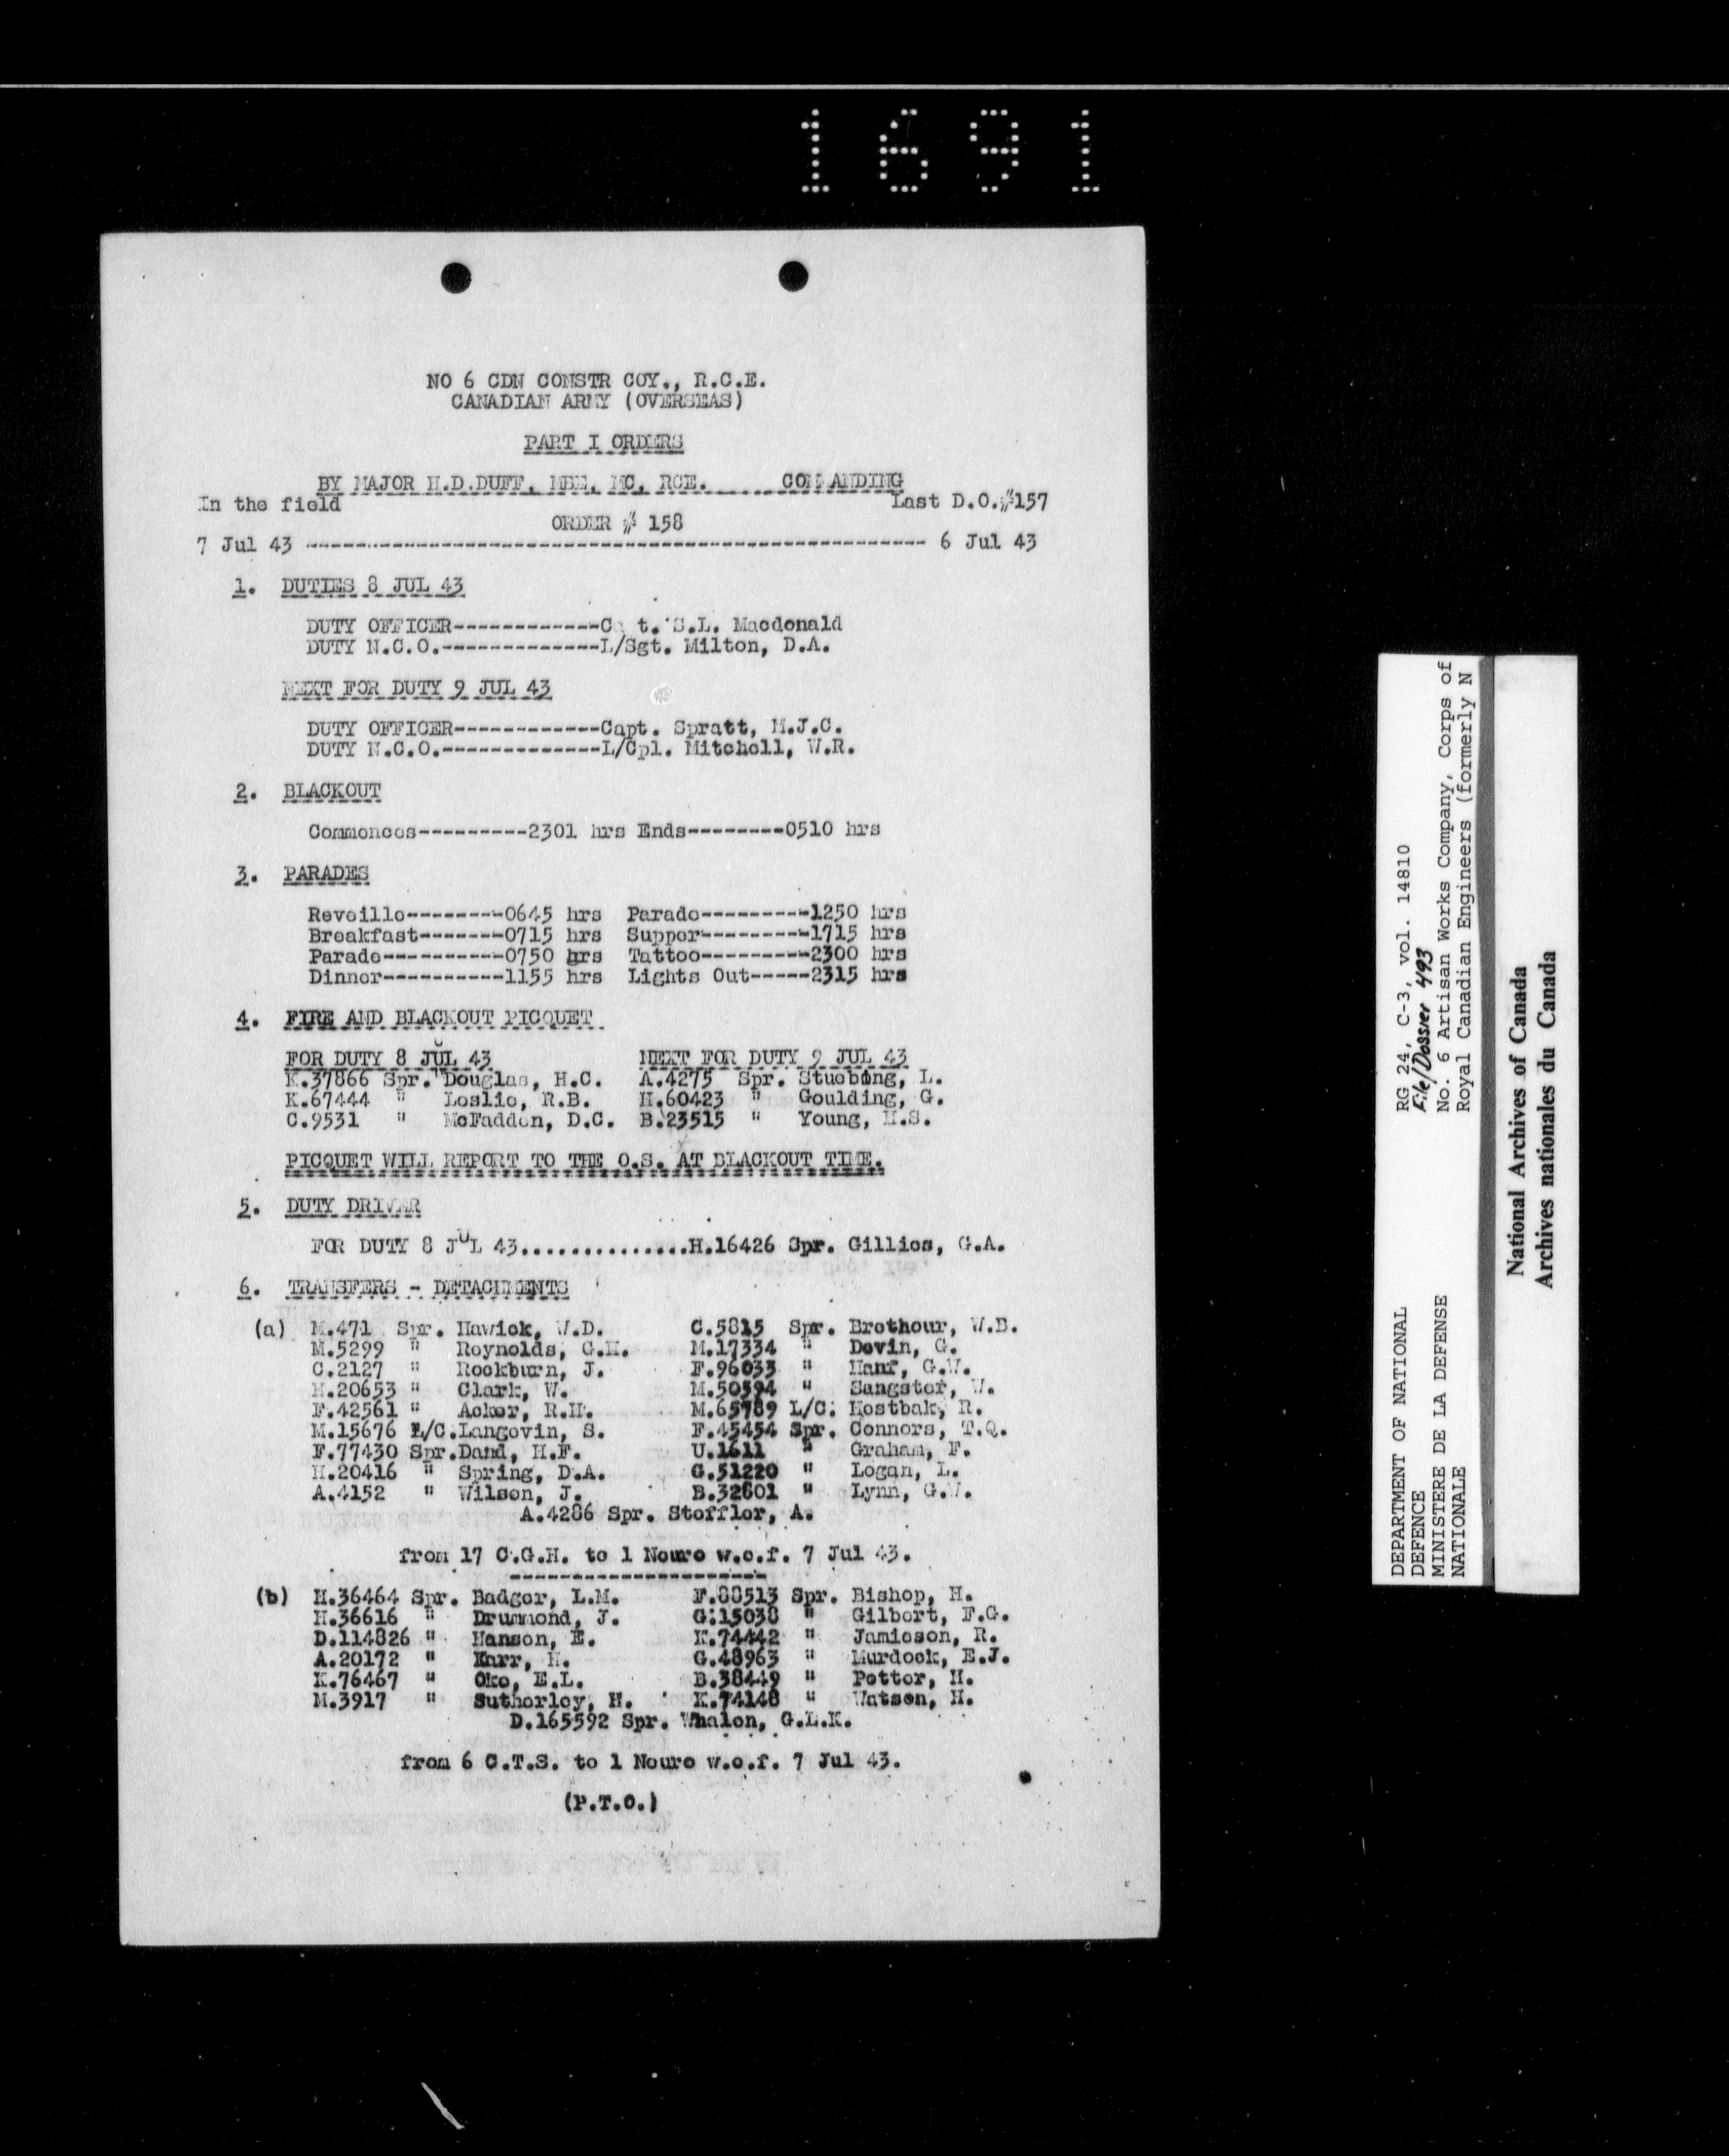 1691
NO 6 CDN CONSTR COY., R.C.E.
CANADIAN ARMY (OVERSEAS)
PART I ORDERS
BY MAJOR H.D.DUFF, MBE, MC, RCE. COMMANDING
In the field Last D.O.#157
ORDER # 158
7 Jul 43 ------------------------------------------------- 6 Jul 43
1. DUTIES 8 JUL 43
DUTY OFFICER------------C t. S.L. Macdonald
DUTY N.C.O.-------------L/Sgt. Milton, D.A.
NEXT FOR DUTY 9 JUL 43
DUTY OFFICER------------Capt. Spratt, M.J.C.
DUTY N.C.O.-------------L/Cpl. Mitchell, W.R.
2. BLACKOUT
Commences---------2301 hrs Ends--------0510 hrs
3. PARADES
Reveille--------0645 hrs Parade---------1250 hrs
Breakfast-------0715 hrs Supper---------1715 hrs
Parade----------0750 hrs Tattoo---------2300 hrs
Dinner----------1155 hrs Lights Out-----2315 hrs
4. FIRE AND BLACKOUT PICQUET
FOR DUTY 8 JUL 43 NEXT FOR DUTY 9 JUL 43
K.37866 Spr. Douglas, H.C. A.4275 Spr. Stuebing, L.
K.67444 " Leslie, R.B. H.60423 " Goulding, G.
C.9531 " McFadden, D.C. B.23515 " Young, H.S.
PICQUET WILL REPORT TO THE O.S. AT BLACKOUT TIME.
5. DUTY DRIVER
FOR DUTY 8 JUL 43...............H.16426 Spr. Gillies, G.A.
6. TRANSFERS - DETACHMENTS
(a) M.471 Spr. Hawick, W.D. C.5815 Spr. Brethour, W.B.
M.5299 " Reynolds, G.H. M.17334 " Devin, G.
C.2127 " Rockburn, J. F.96033 " Hanf, G.W.
H.20653 " Clark, W. M.50594 " Sangster, W.
F.42561 " Acker, R.H. M.65789 L/C. Hostbak, R.
M.15676 L/C.Langevin, S. F.45454 Spr. Connors, T.Q.
F.77430 Spr.Dand, H.F. U.1611 " Graham, F.
H.20416 " Spring, D.A. G.51220 " Logan, L.
A.4152 " Wilson, J. B.32601 " Lynn, G.W.
A.4286 Spr. Stoffler, A.
from 17 C.G.H. to 1 Neuro w.e.f. 7 Jul 43.
----------------------
(b) H.36464 Spr. Badger, L.M. F.88513 Spr. Bishop, H.
H.36616 " Drummond, J. G.15038 " Gilbert, F.G.
D.114826 " Hanson, E. K.74442 " Jamieson, R.
A.20172 " Karr, H. G.48963 " Murdock, E.J.
K.76467 " Oke, E.L. B.38449 " Petter, H.
M.3917 " Sutherley, H. K.74148 " Watson, H.
D.165592 Spr. Whalen, G.L.K.
from 6 C.T.S. to 1 Neuro w.e.f. 7 Jul 43.
(P.T.O.)
DEPARTMENT OF NATIONAL DEFENCE
MINISTERE DE LA DEFENSE NATIONALE
RG 24, C-3, vol. 14810
File/Dossier 493
No. 6 Artisan Works Company, Corps of
Royal Canadian Engineers (formerly N
National Archives of Canada
Archives nationales du Canada